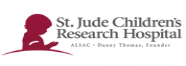 St. Jude Children's
Research Hospital
ALSAC • Danny Thomas, Founder